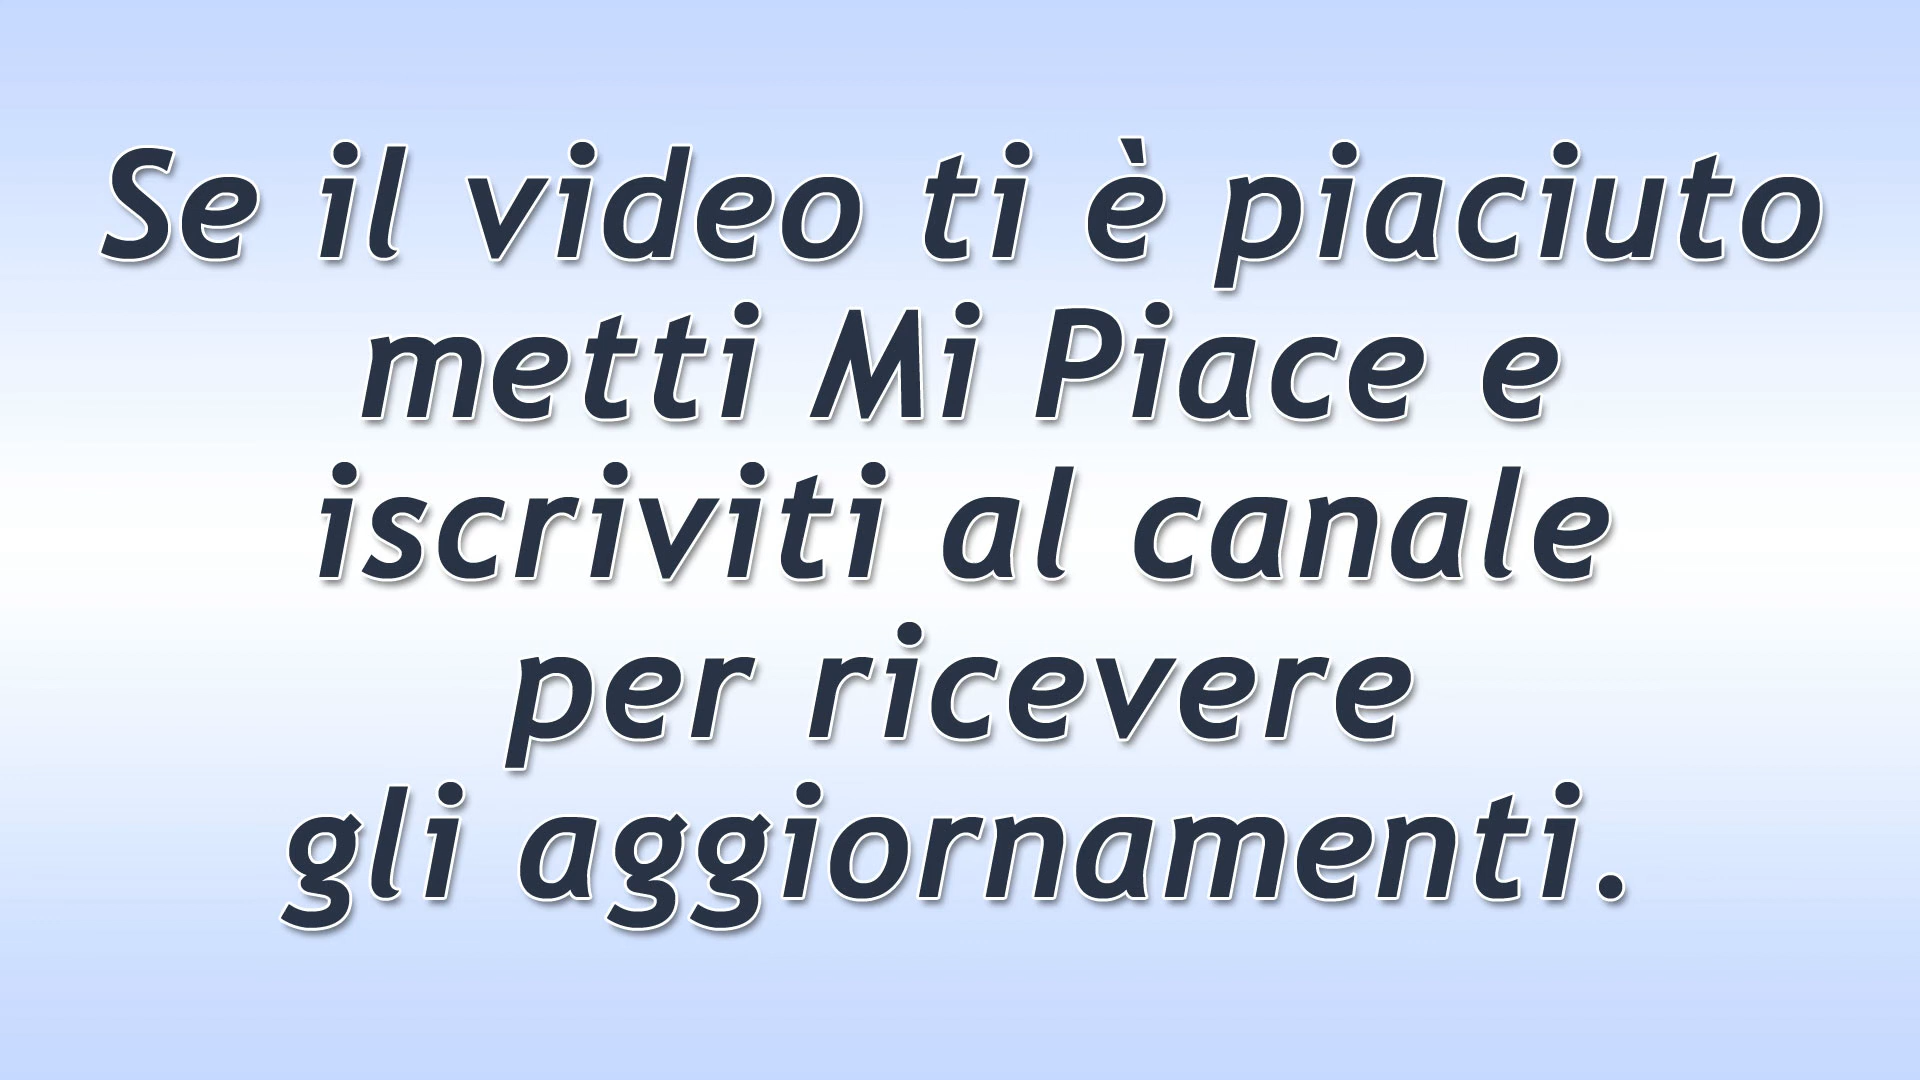 Se il video ti è piaciuto
metti Mi Piace e
iscriviti al canale
per ricevere
gli aggiornamenti.